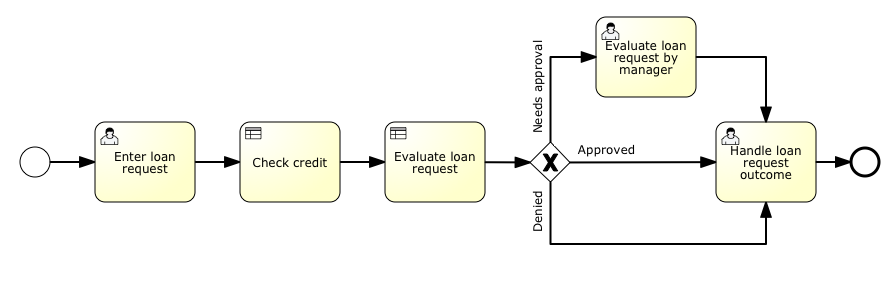 Enter loan
request
Check credit
Evaluate loan
request
Needs approval
Approved
Denied
Evaluate loan
request by
manager
Handle loan
request
outcome